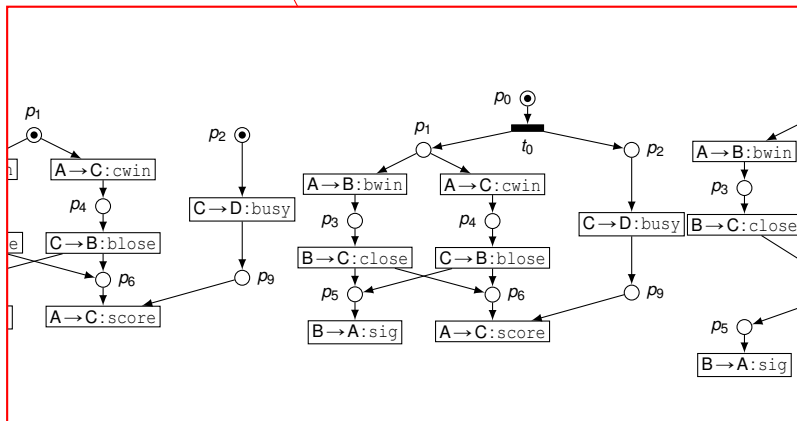 p0
p1
p2
p1
t0
p2
A→B:bwin
A→C:cwin
A→B:bwin
A→C:cwin
p4
p3
p4
p3
C→D:busy
C→D:busy
B→C:close
C→B:blose
B→C:close
C→B:blose
p6
p9
p5
p6
p9
A→C:score
B→A:sig
A→C:score
p5
B→A:sig